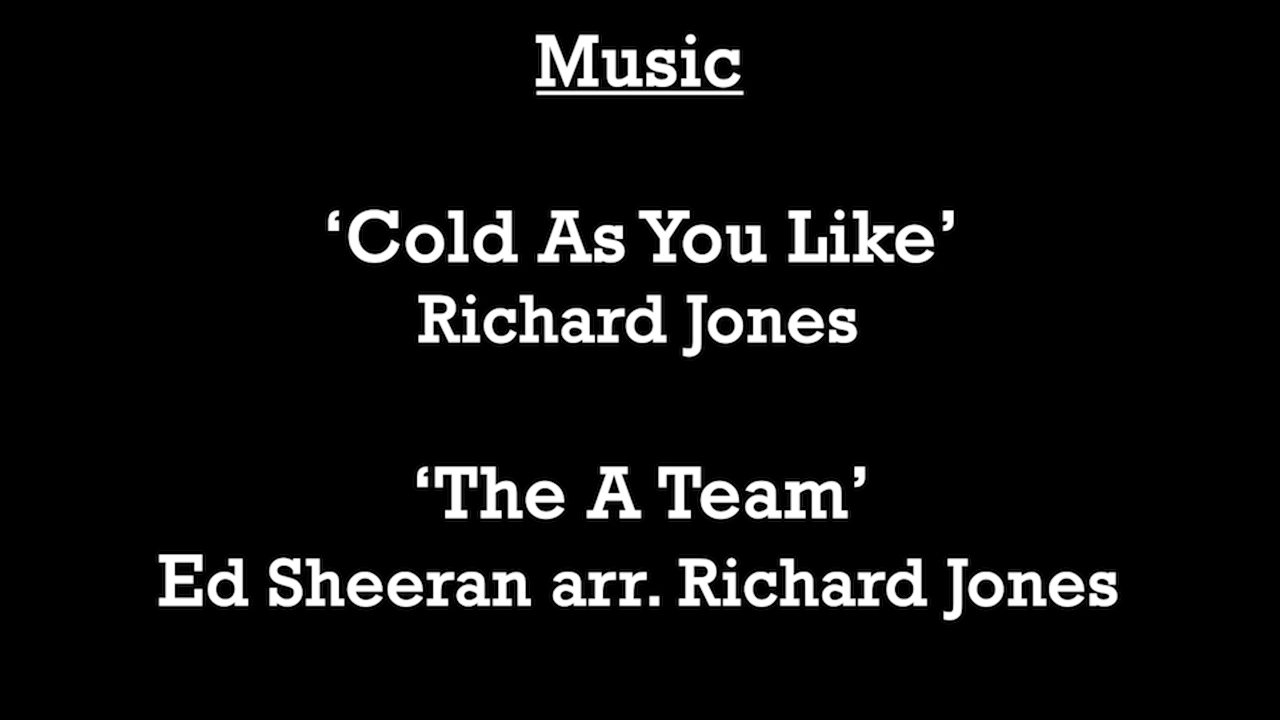 Music
‘Cold As You Like’
Richard Jones
‘The A Team’
Ed Sheeran arr. Richard Jones